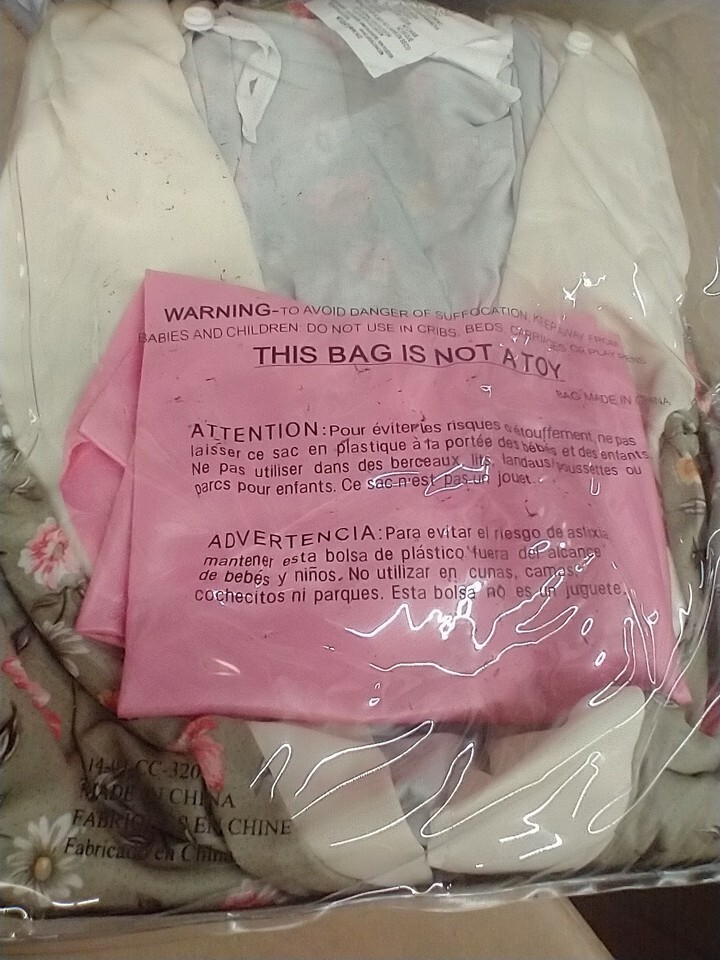 WARNING-TO AVOID DANGER OF SUFFOCATION, KEEP AWAY FROM
BABIES AND CHILDREN. DO NOT USE IN CRIBS, BEDS, CARRIAGES OR PLAY PENS.
THIS BAG IS NOT A TOY
BAG MADE IN CHINA
ATTENTION: Pour éviter les risques d'étouffement, ne pas
laisser ce sac en plastique à la portée des bébés et des enfants.
Ne pas utiliser dans des berceaux, lits, landaus/poussettes ou
parcs pour enfants. Ce sac n'est pas un jouet.
ADVERTENCIA: Para evitar el riesgo de asfixia,
mantener esta bolsa de plástico fuera del alcance
de bebés y niños. No utilizar en cunas, camas,
cochecitos ni parques. Esta bolsa no es un juguete.
CC-320
MADE IN CHINA
EN CHINE
Fabricado en China